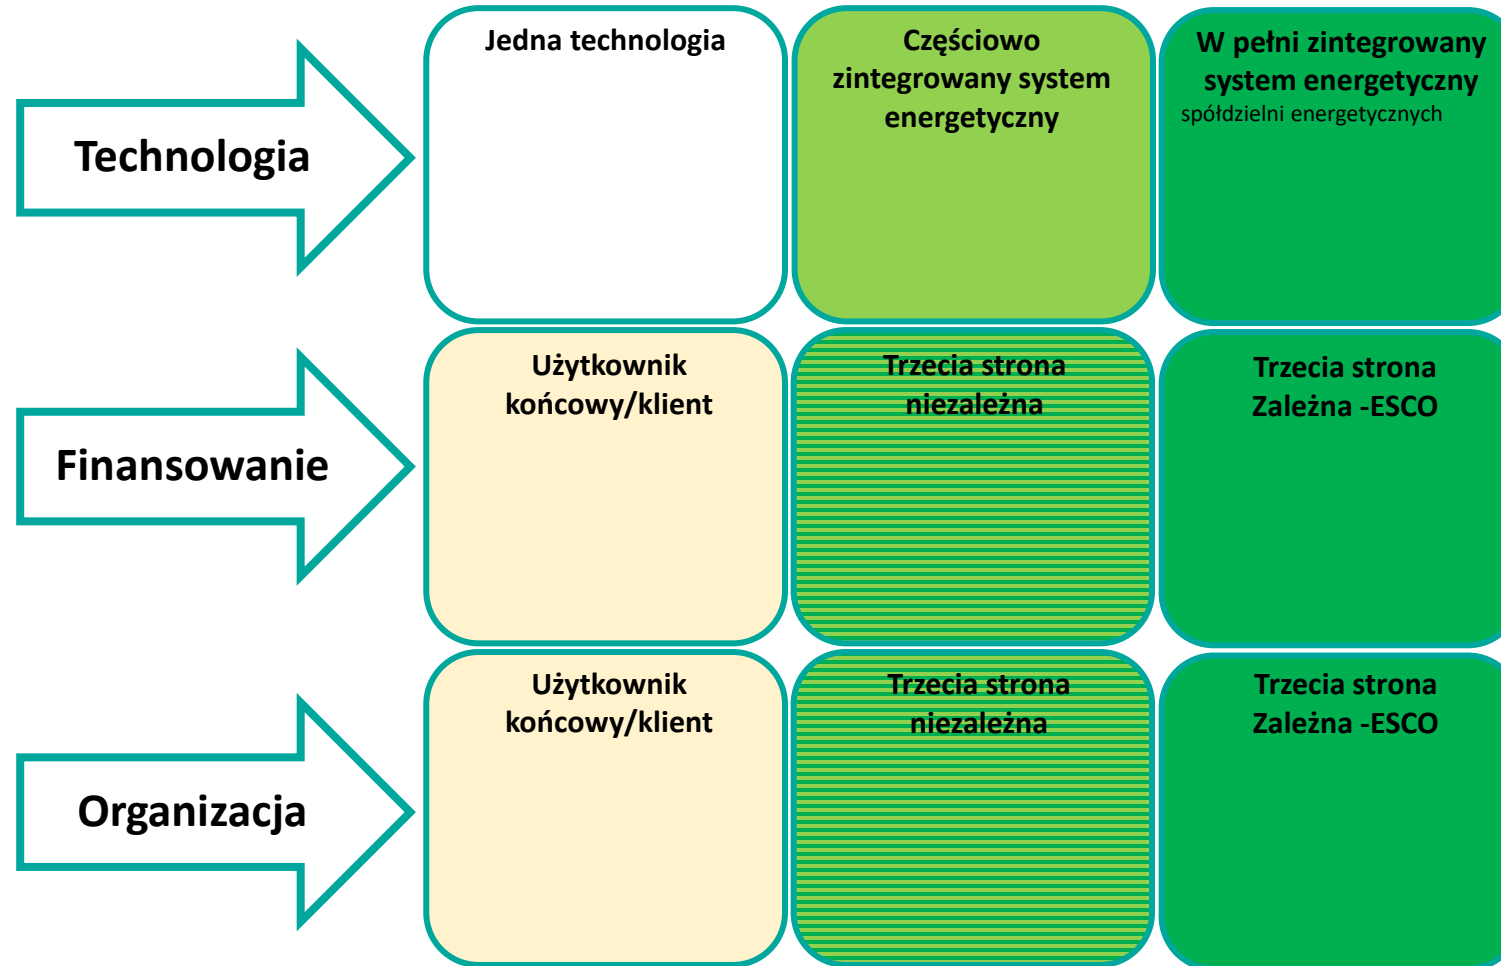 Technologia
Jedna technologia
Częściowo
zintegrowany system
energetyczny
W pełni zintegrowany
system energetyczny
spółdzielni energetycznych
Finansowanie
Użytkownik
końcowy/klient
Trzecia strona
niezależna
Trzecia strona
Zależna -ESCO
Organizacja
Użytkownik
końcowy/klient
Trzecia strona
niezależna
Trzecia strona
Zależna -ESCO